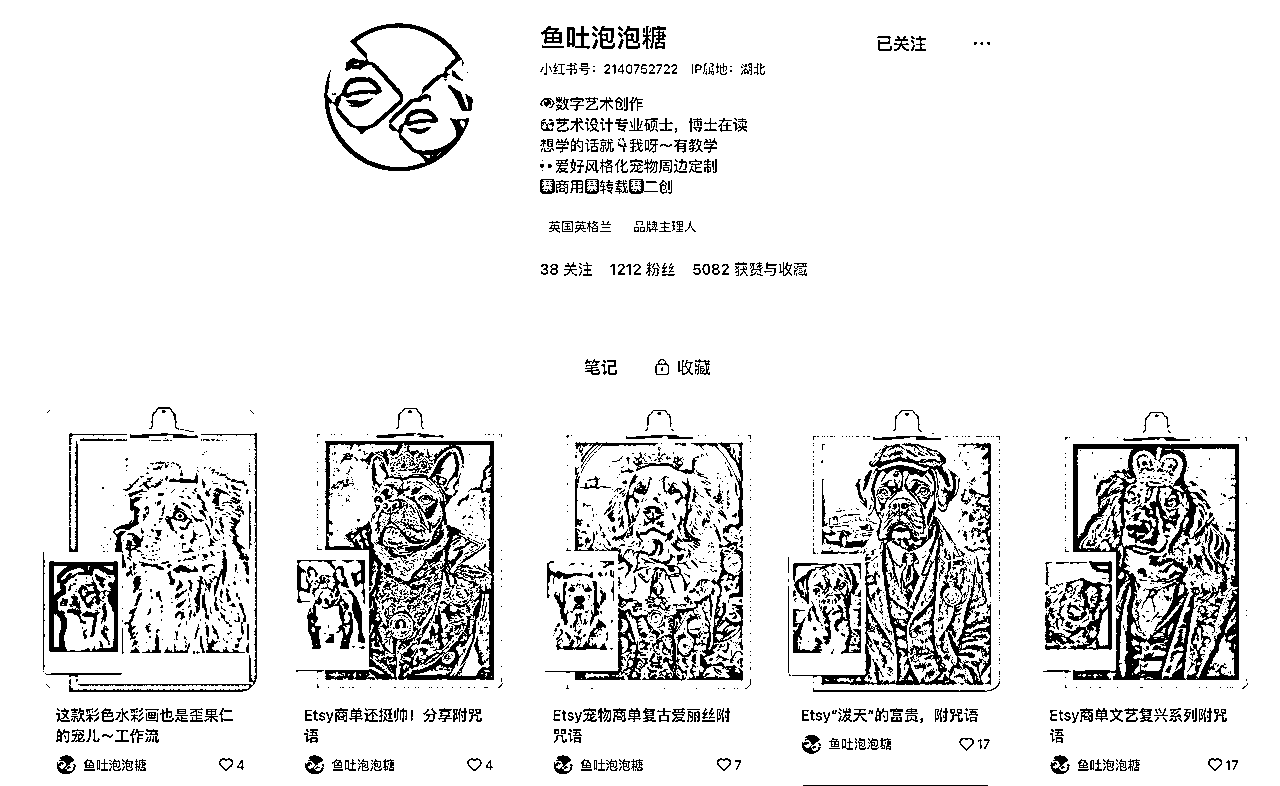 鱼吐泡泡糖
已关注
小红书号：2140752722 IP属地：湖北
数字艺术创作
艺术设计专业硕士，博士在读
想学的话就👇我呀～有教学
爱好风格化宠物周边定制
禁商用禁转载禁二创
英国英格兰 品牌主理人
38 关注 1212 粉丝 5082 获赞与收藏
笔记 收藏
这款彩色水彩画也是歪果仁
的宠儿～工作流
鱼吐泡泡糖 4
Etsy商单还挺帅！分享附咒
语
鱼吐泡泡糖 4
Etsy宠物商单复古爱丽丝附
咒语
鱼吐泡泡糖 7
Etsy“泼天”的富贵，附咒语
鱼吐泡泡糖 17
Etsy商单文艺复兴系列附咒
语
鱼吐泡泡糖 17